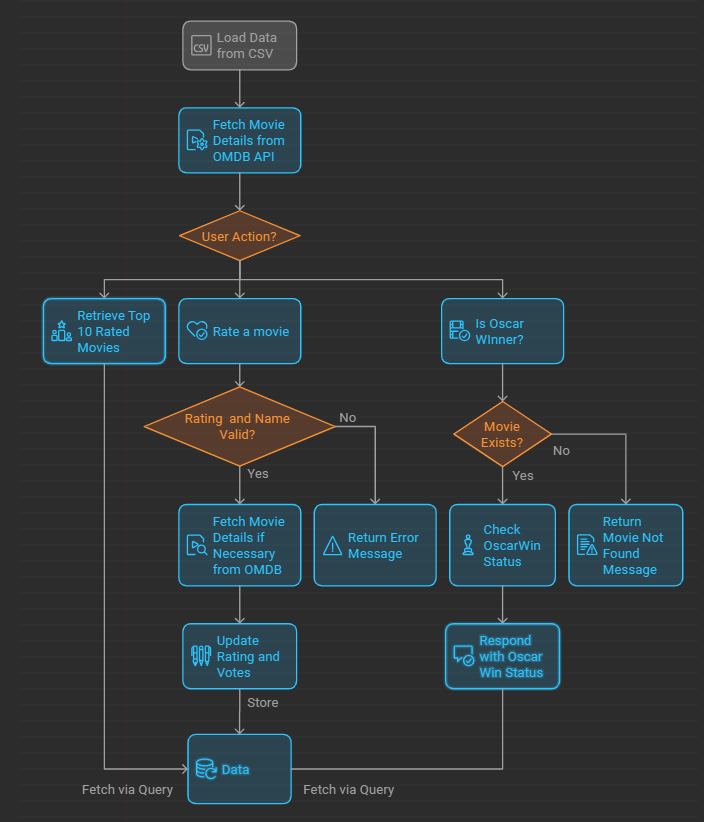 CSV
Load Data
from CSV
Fetch Movie
Details from
OMDB API
User Action?
Retrieve Top
10 Rated
Movies
Rate a movie
Is Oscar
WInner?
Rating and Name
Valid?
No
Yes
Movie
Exists?
No
Yes
Fetch Movie
Details if
Necessary
from OMDB
Return Error
Message
Check
OscarWin
Status
Return
Movie Not
Found
Message
Update
Rating and
Votes
Respond
with Oscar
Win Status
Store
Data
Fetch via Query
Fetch via Query